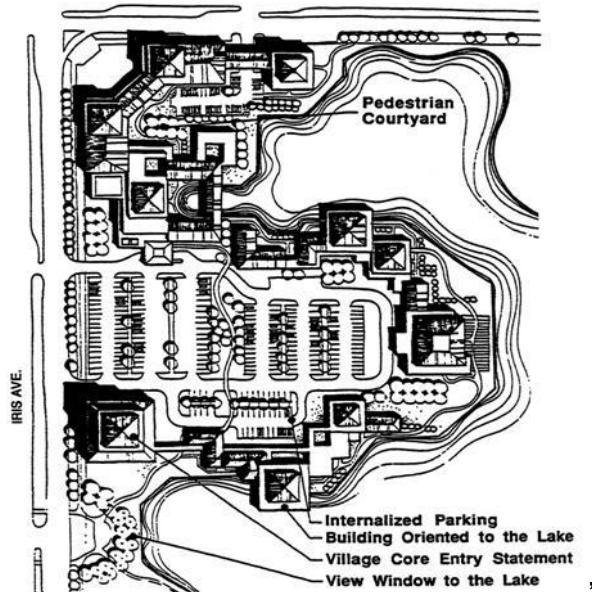 Pedestrian
Courtyard
IRIS AVE.
Internalized Parking
Building Oriented to the Lake
Village Core Entry Statement
View Window to the Lake
,